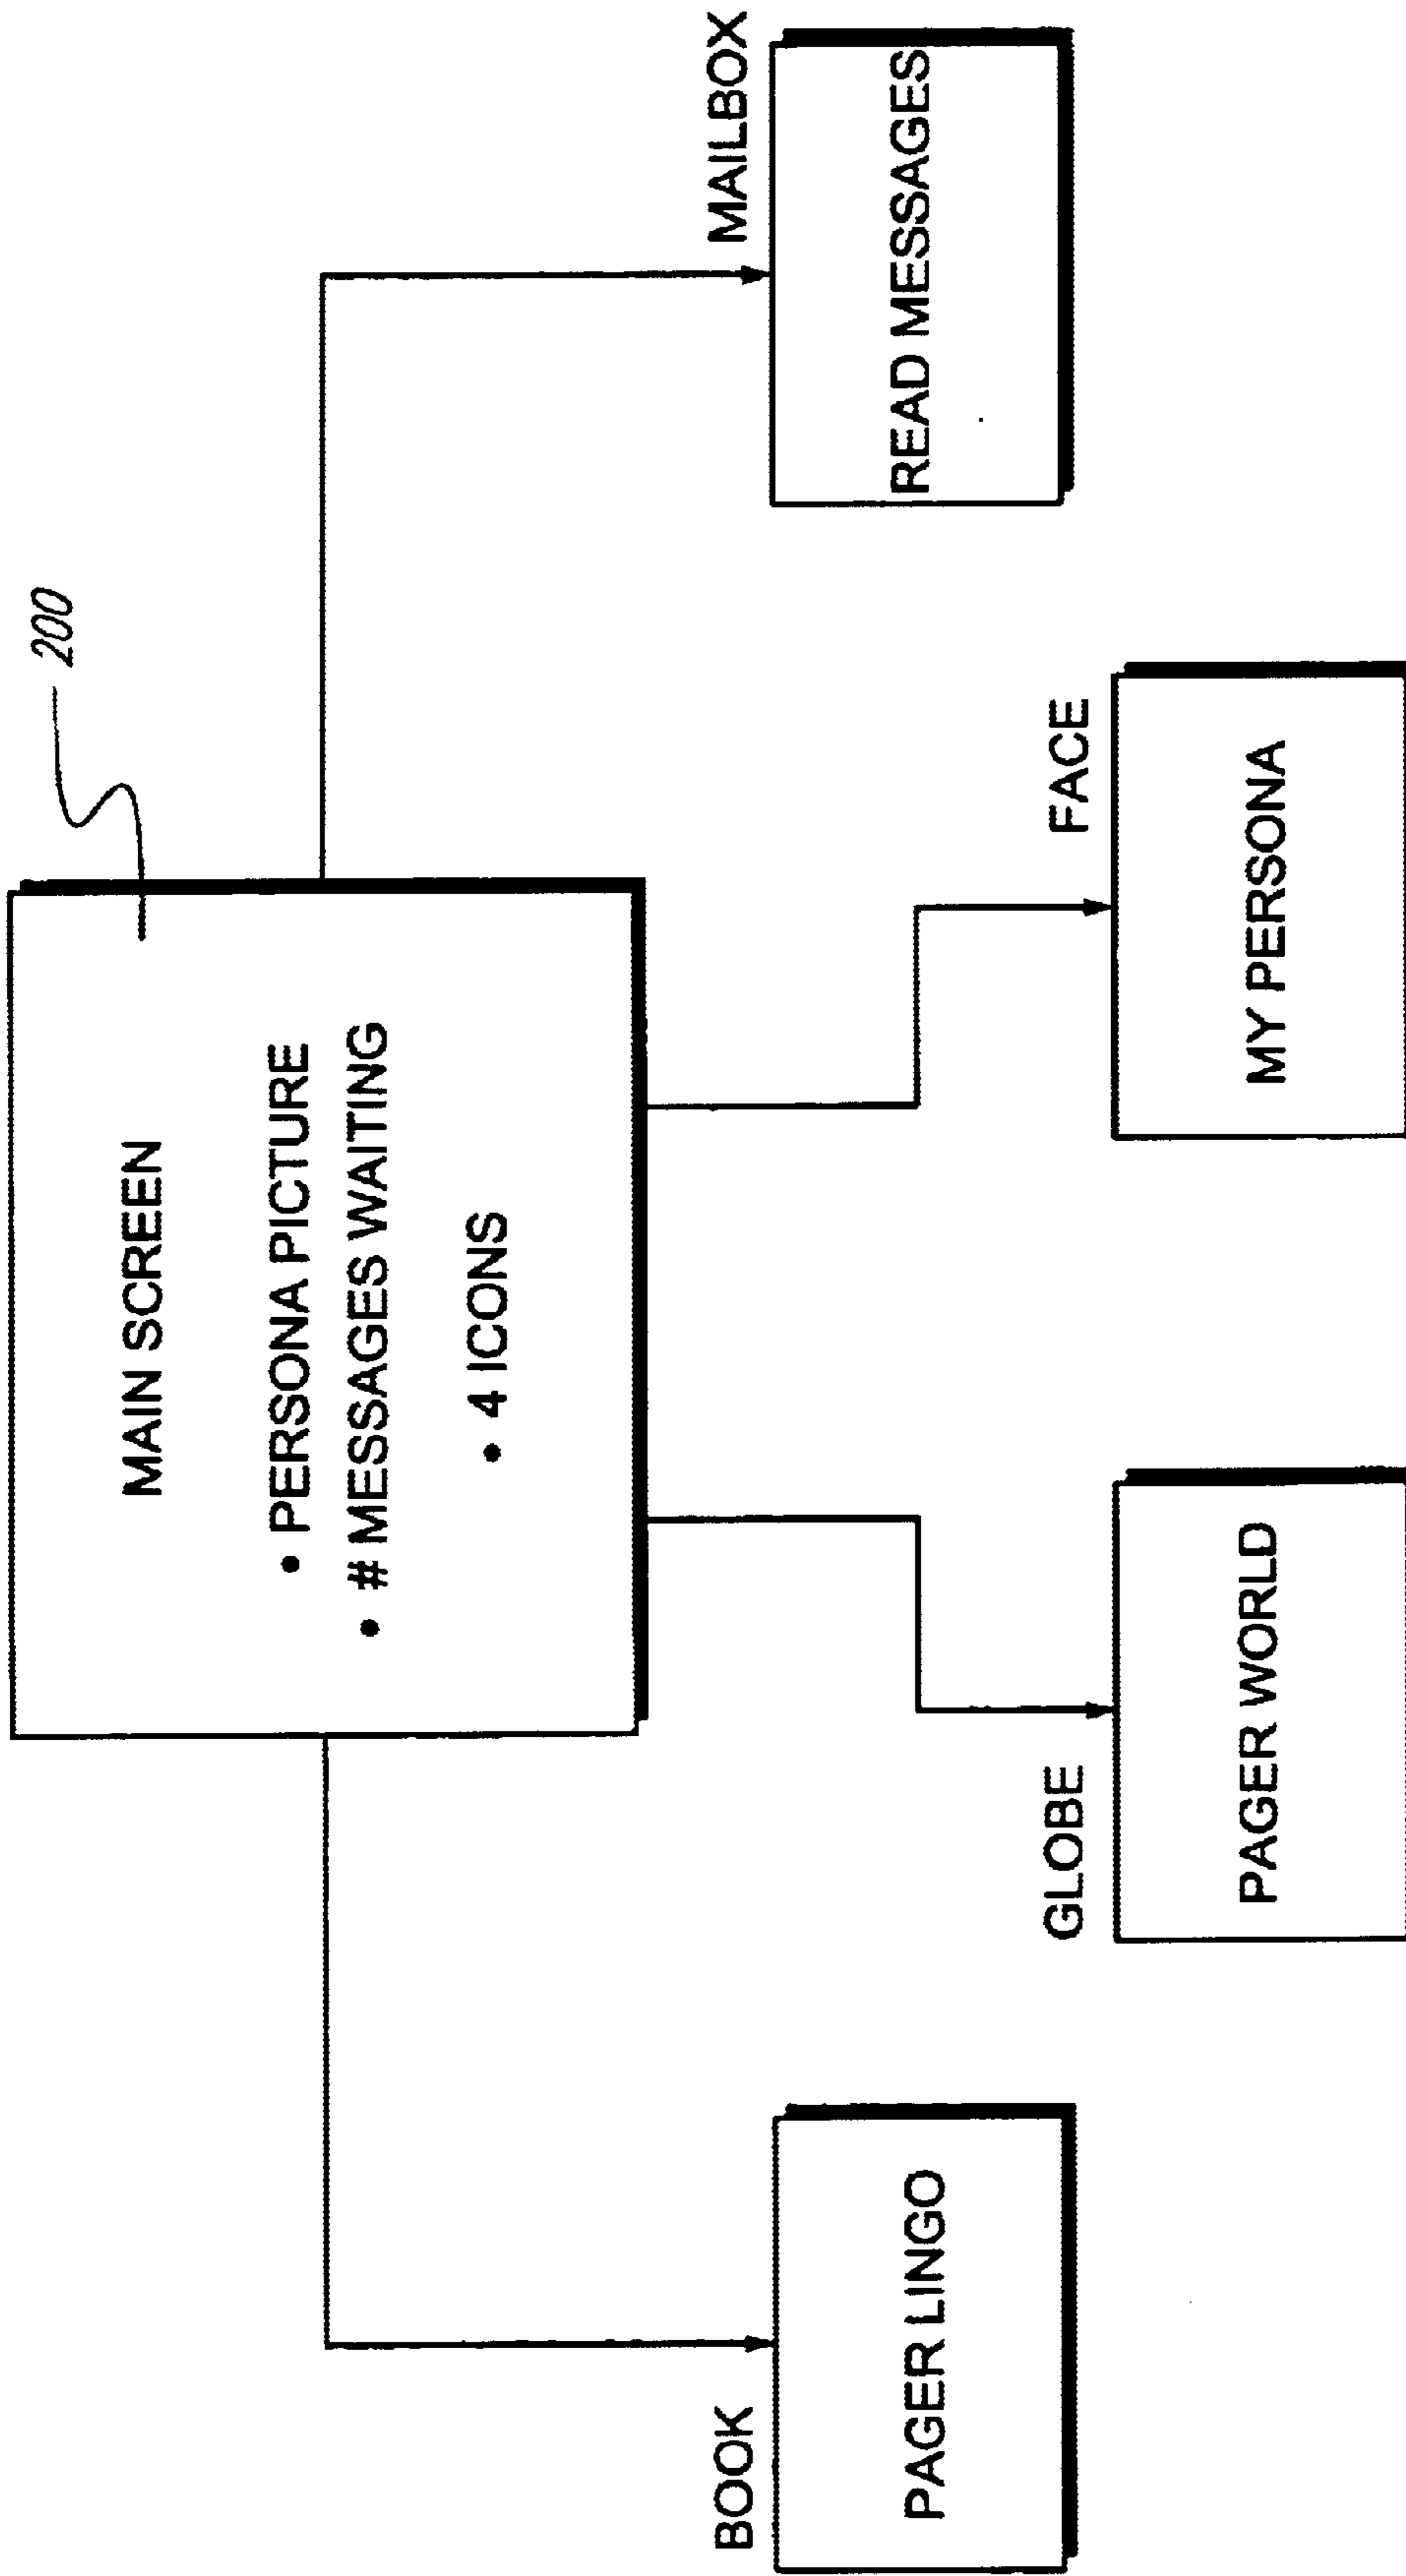 200
MAIN SCREEN
• PERSONA PICTURE
• # MESSAGES WAITING
• 4 ICONS
BOOK
PAGER LINGO
GLOBE
PAGER WORLD
FACE
MY PERSONA
MAILBOX
READ MESSAGES